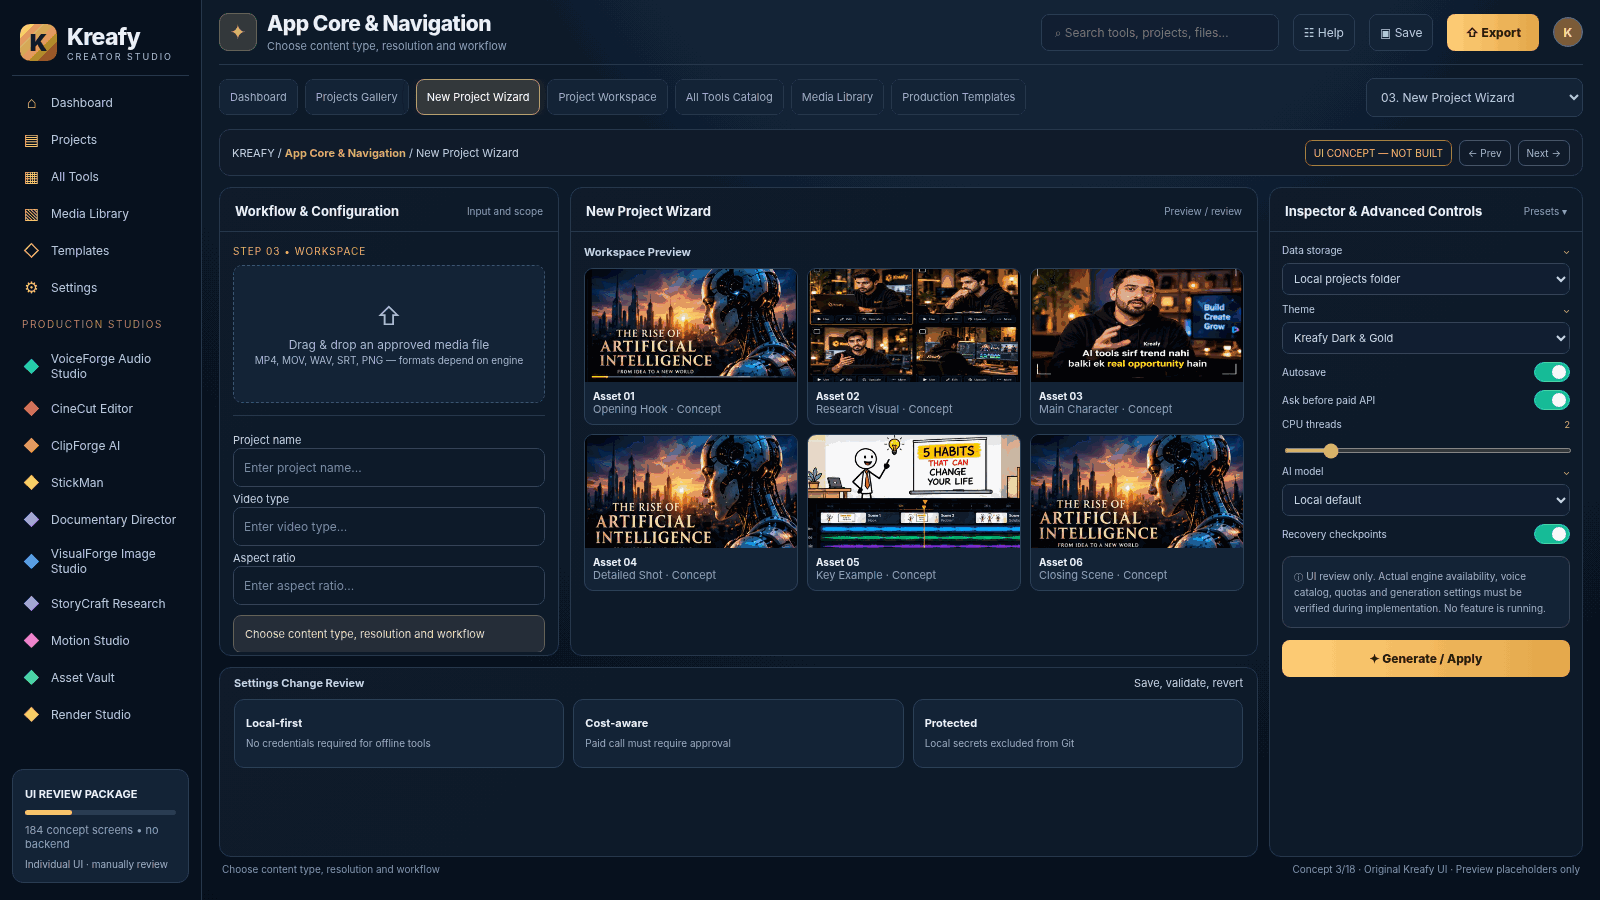 K
Kreafy
CREATOR STUDIO
Dashboard
Projects
All Tools
Media Library
Templates
Settings
PRODUCTION STUDIOS
VoiceForge Audio
Studio
CineCut Editor
ClipForge AI
StickMan
Documentary Director
VisualForge Image
Studio
StoryCraft Research
Motion Studio
Asset Vault
Render Studio
UI REVIEW PACKAGE
184 concept screens • no
backend
Individual UI · manually review
App Core & Navigation
Choose content type, resolution and workflow
Search tools, projects, files...
Help
Save
Export
K
Dashboard
Projects Gallery
New Project Wizard
Project Workspace
All Tools Catalog
Media Library
Production Templates
03. New Project Wizard
KREAFY / App Core & Navigation / New Project Wizard
UI CONCEPT — NOT BUILT
← Prev
Next →
Workflow & Configuration
Input and scope
STEP 03 • WORKSPACE
Drag & drop an approved media file
MP4, MOV, WAV, SRT, PNG — formats depend on engine
Project name
Enter project name...
Video type
Enter video type...
Aspect ratio
Enter aspect ratio...
Choose content type, resolution and workflow
New Project Wizard
Preview / review
Workspace Preview
THE RISE OF
ARTIFICIAL
INTELLIGENCE
FROM IDEA TO A NEW WORLD
Asset 01
Opening Hook · Concept
Asset 02
Research Visual · Concept
Build
Create
Grow
Kreafy
AI tools sirf trend nahi
balki ek real opportunity hain
Asset 03
Main Character · Concept
THE RISE OF
ARTIFICIAL
INTELLIGENCE
Asset 04
Detailed Shot · Concept
5 HABITS
THAT CAN
CHANGE
YOUR LIFE
Asset 05
Key Example · Concept
THE RISE OF
ARTIFICIAL
INTELLIGENCE
FROM IDEA TO A NEW WORLD
Asset 06
Closing Scene · Concept
Settings Change Review
Save, validate, revert
Local-first
No credentials required for offline tools
Cost-aware
Paid call must require approval
Protected
Local secrets excluded from Git
Inspector & Advanced Controls
Presets ▾
Data storage
Local projects folder
Theme
Kreafy Dark & Gold
Autosave
Ask before paid API
CPU threads
2
AI model
Local default
Recovery checkpoints
ⓘ UI review only. Actual engine availability, voice
catalog, quotas and generation settings must be
verified during implementation. No feature is running.
✦ Generate / Apply
Choose content type, resolution and workflow
Concept 3/18 · Original Kreafy UI · Preview placeholders only